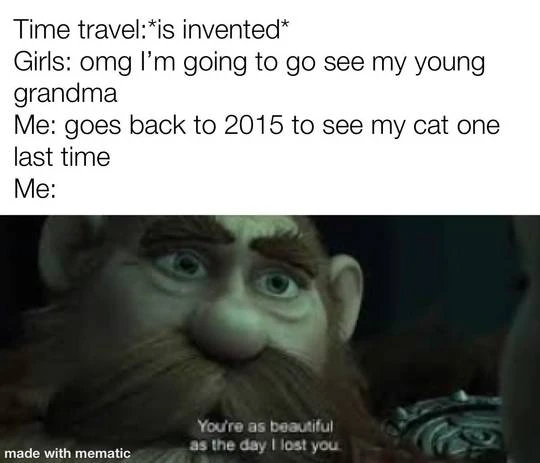 Time travel:*is invented*
Girls: omg I'm going to go see my young
grandma
Me: goes back to 2015 to see my cat one
last time
Me:
You're as beautiful
as the day I lost you.
made with mematic